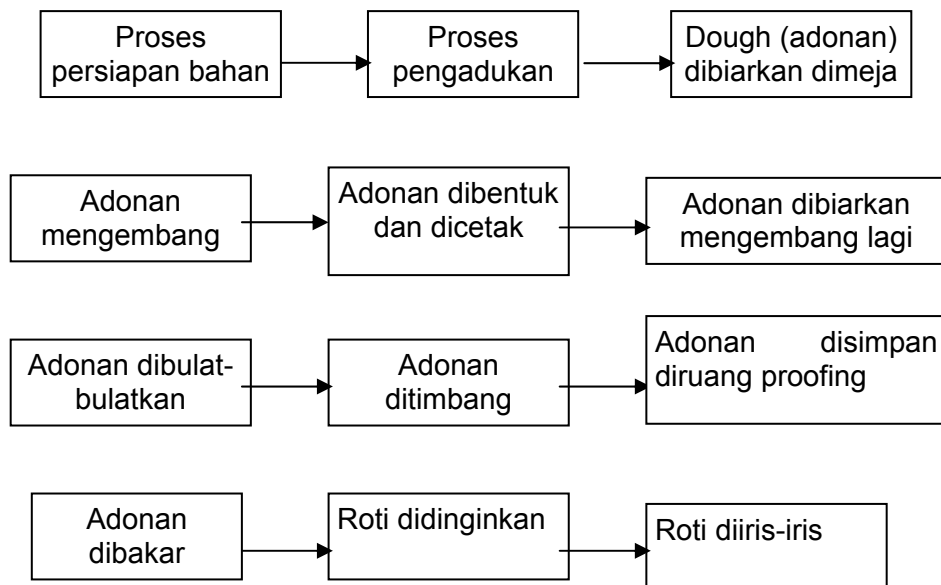 Proses
persiapan bahan
Proses
pengadukan
Dough (adonan)
dibiarkan dimeja
Adonan
mengembang
Adonan dibentuk
dan dicetak
Adonan dibiarkan
mengembang lagi
Adonan dibulat-
bulatkan
Adonan
ditimbang
Adonan disimpan
diruang proofing
Adonan
dibakar
Roti didinginkan
Roti diiris-iris